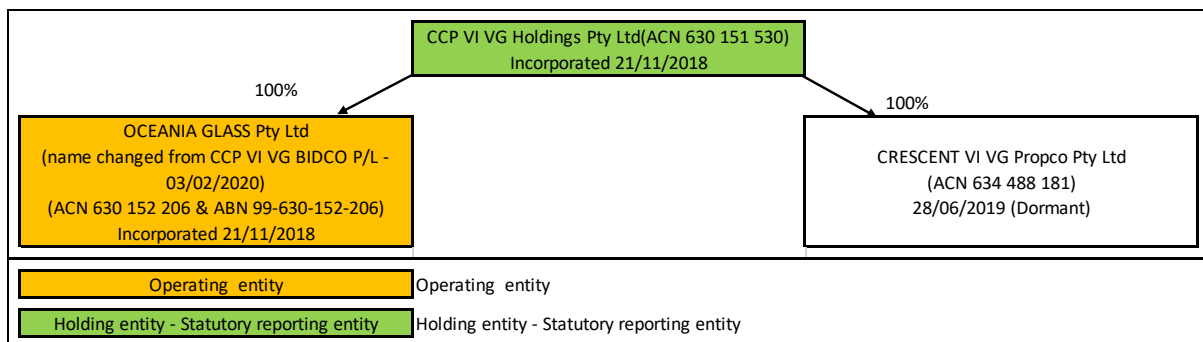 CCP VI VG Holdings Pty Ltd(ACN 630 151 530)
Incorporated 21/11/2018
100%
100%
OCEANIA GLASS Pty Ltd
(name changed from CCP VI VG BIDCO P/L -
03/02/2020)
(ACN 630 152 206 & ABN 99-630-152-206)
Incorporated 21/11/2018
CRESCENT VI VG Propco Pty Ltd
(ACN 634 488 181)
28/06/2019 (Dormant)
Operating entity
Operating entity
Holding entity - Statutory reporting entity
Holding entity - Statutory reporting entity